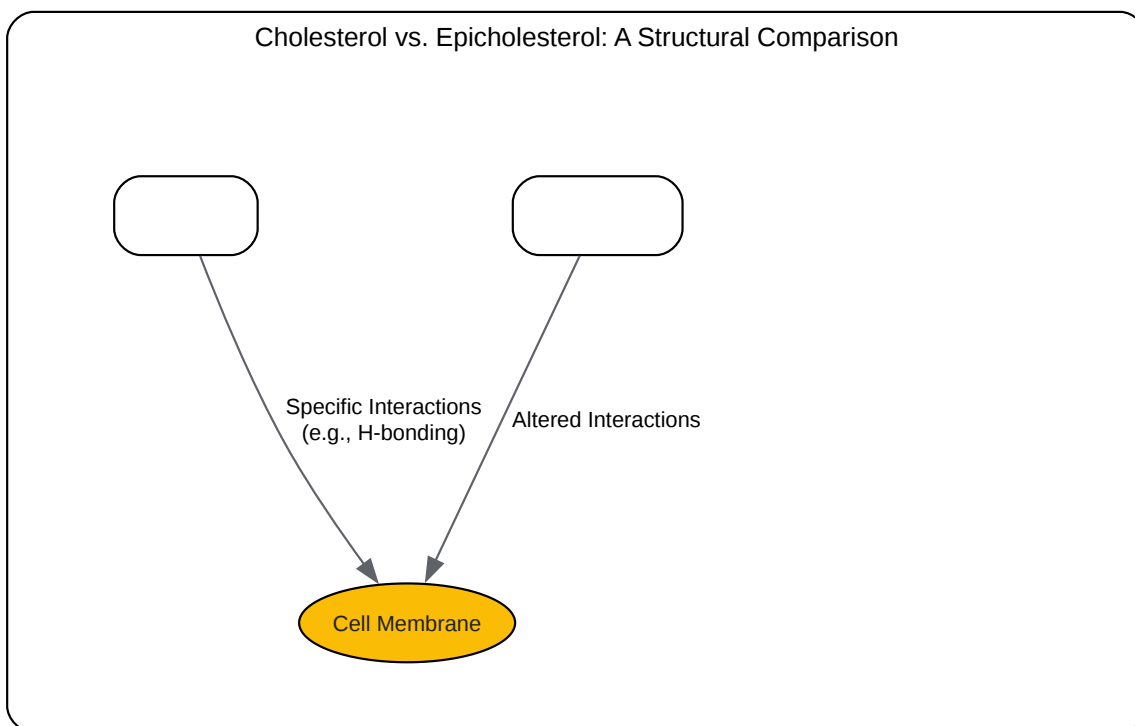 Cholesterol vs. Epicholesterol: A Structural Comparison
Specific Interactions
(e.g., H-bonding)
Altered Interactions
Cell Membrane